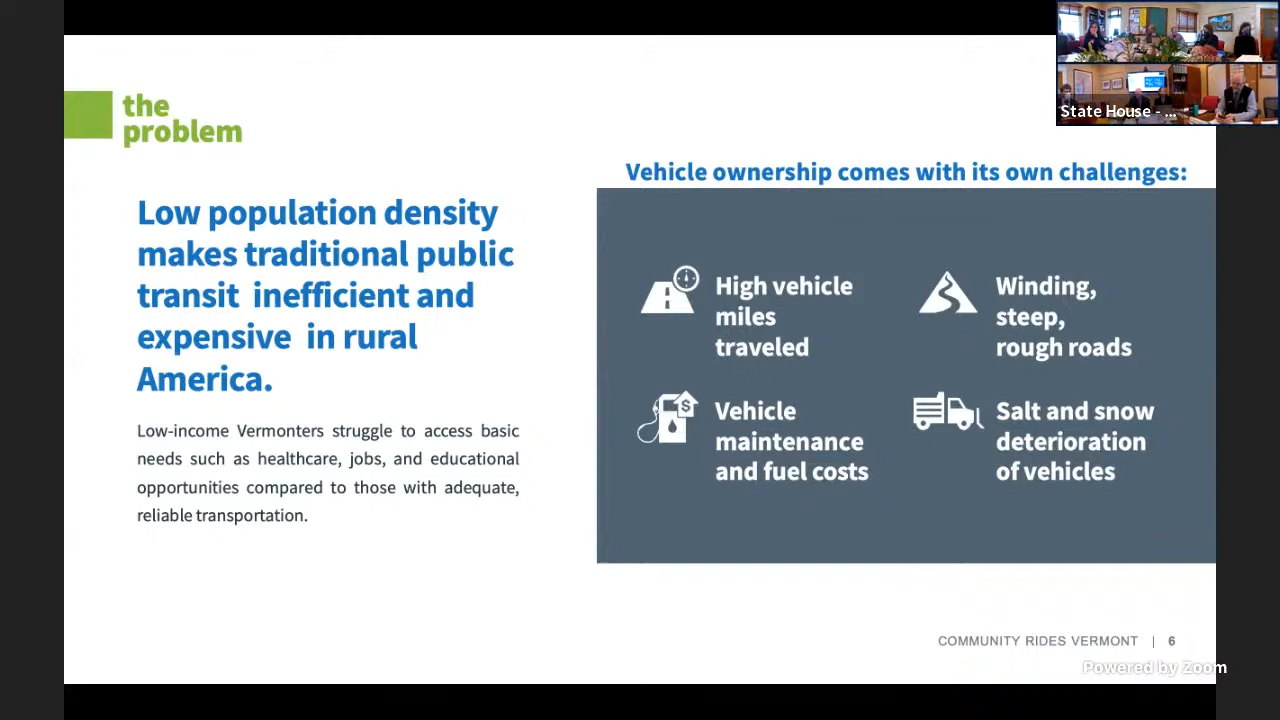 the
problem
Low population density
makes traditional public
transit inefficient and
expensive in rural
America.
Low-income Vermonters struggle to access basic
needs such as healthcare, jobs, and educational
opportunities compared to those with adequate,
reliable transportation.
Vehicle ownership comes with its own challenges:
High vehicle
miles
traveled
Winding,
steep,
rough roads
$
Vehicle
maintenance
and fuel costs
Salt and snow
deterioration
of vehicles
COMMUNITY RIDES VERMONT | 6
Powered by Zoom
State House - ...